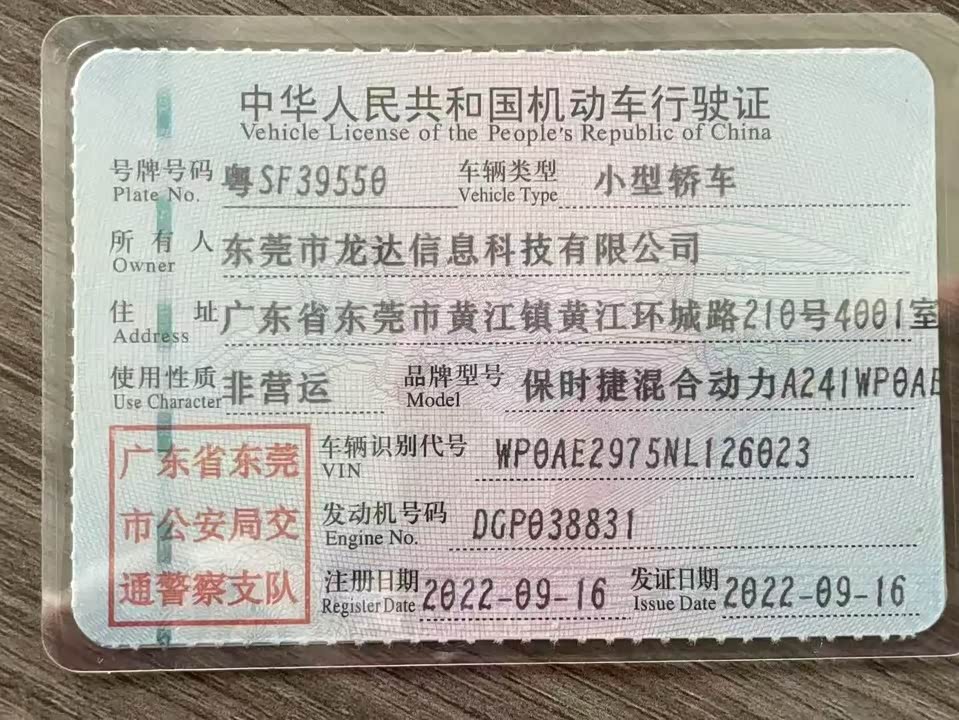 中华人民共和国机动车行驶证
Vehicle License of the People's Republic of China
号牌号码 粤SF39550 车辆类型 小型轿车
Plate No. Vehicle Type
所有人 东莞市龙达信息科技有限公司
Owner
住址 广东省东莞市黄江镇黄江环城路210号4001室
Address
使用性质 非营运 品牌型号 保时捷混合动力A241WP0AE
Use Character Model
广东省东莞
市公安局交
通警察支队
车辆识别代号 WP0AE2975NL126023
VIN
发动机号码 DGP038831
Engine No.
注册日期 2022-09-16 发证日期 2022-09-16
Register Date Issue Date